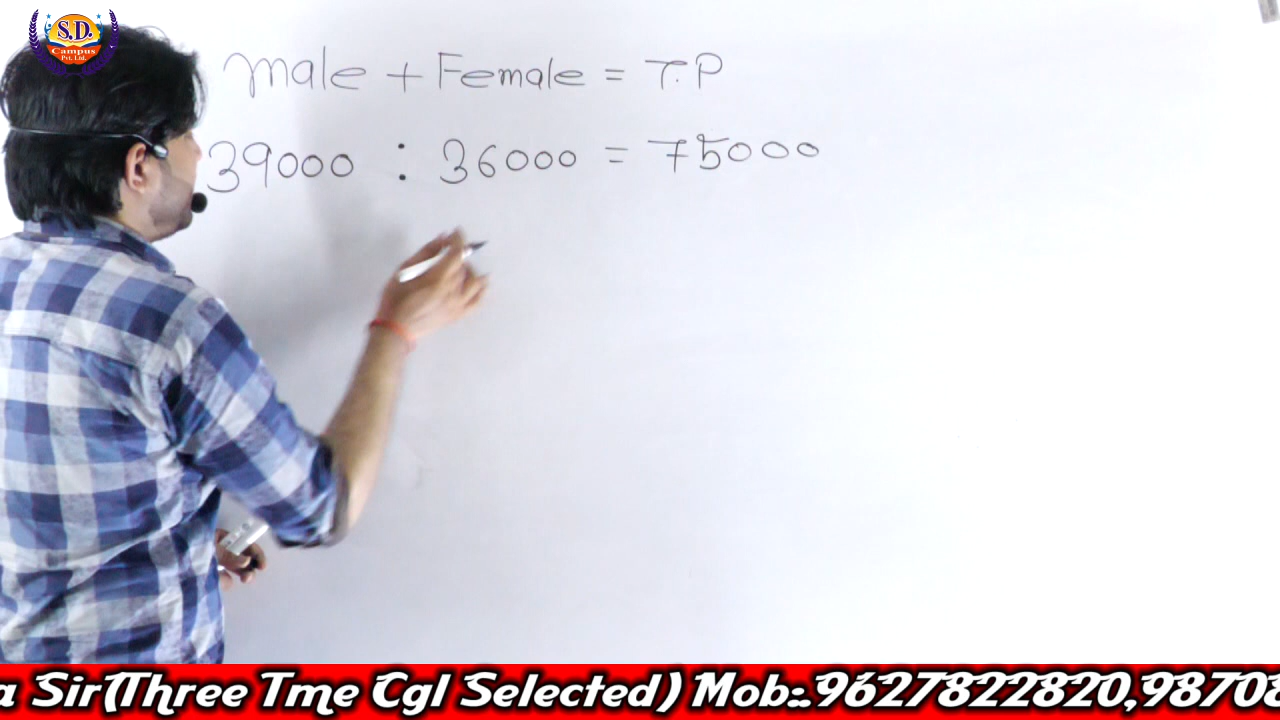 S.D.
Campus
Pvt. Ltd.
Male + Female = T.P
39000 : 36000 = 75000
a Sir(Three Tme Cgl Selected) Mob:.9627822820,98708